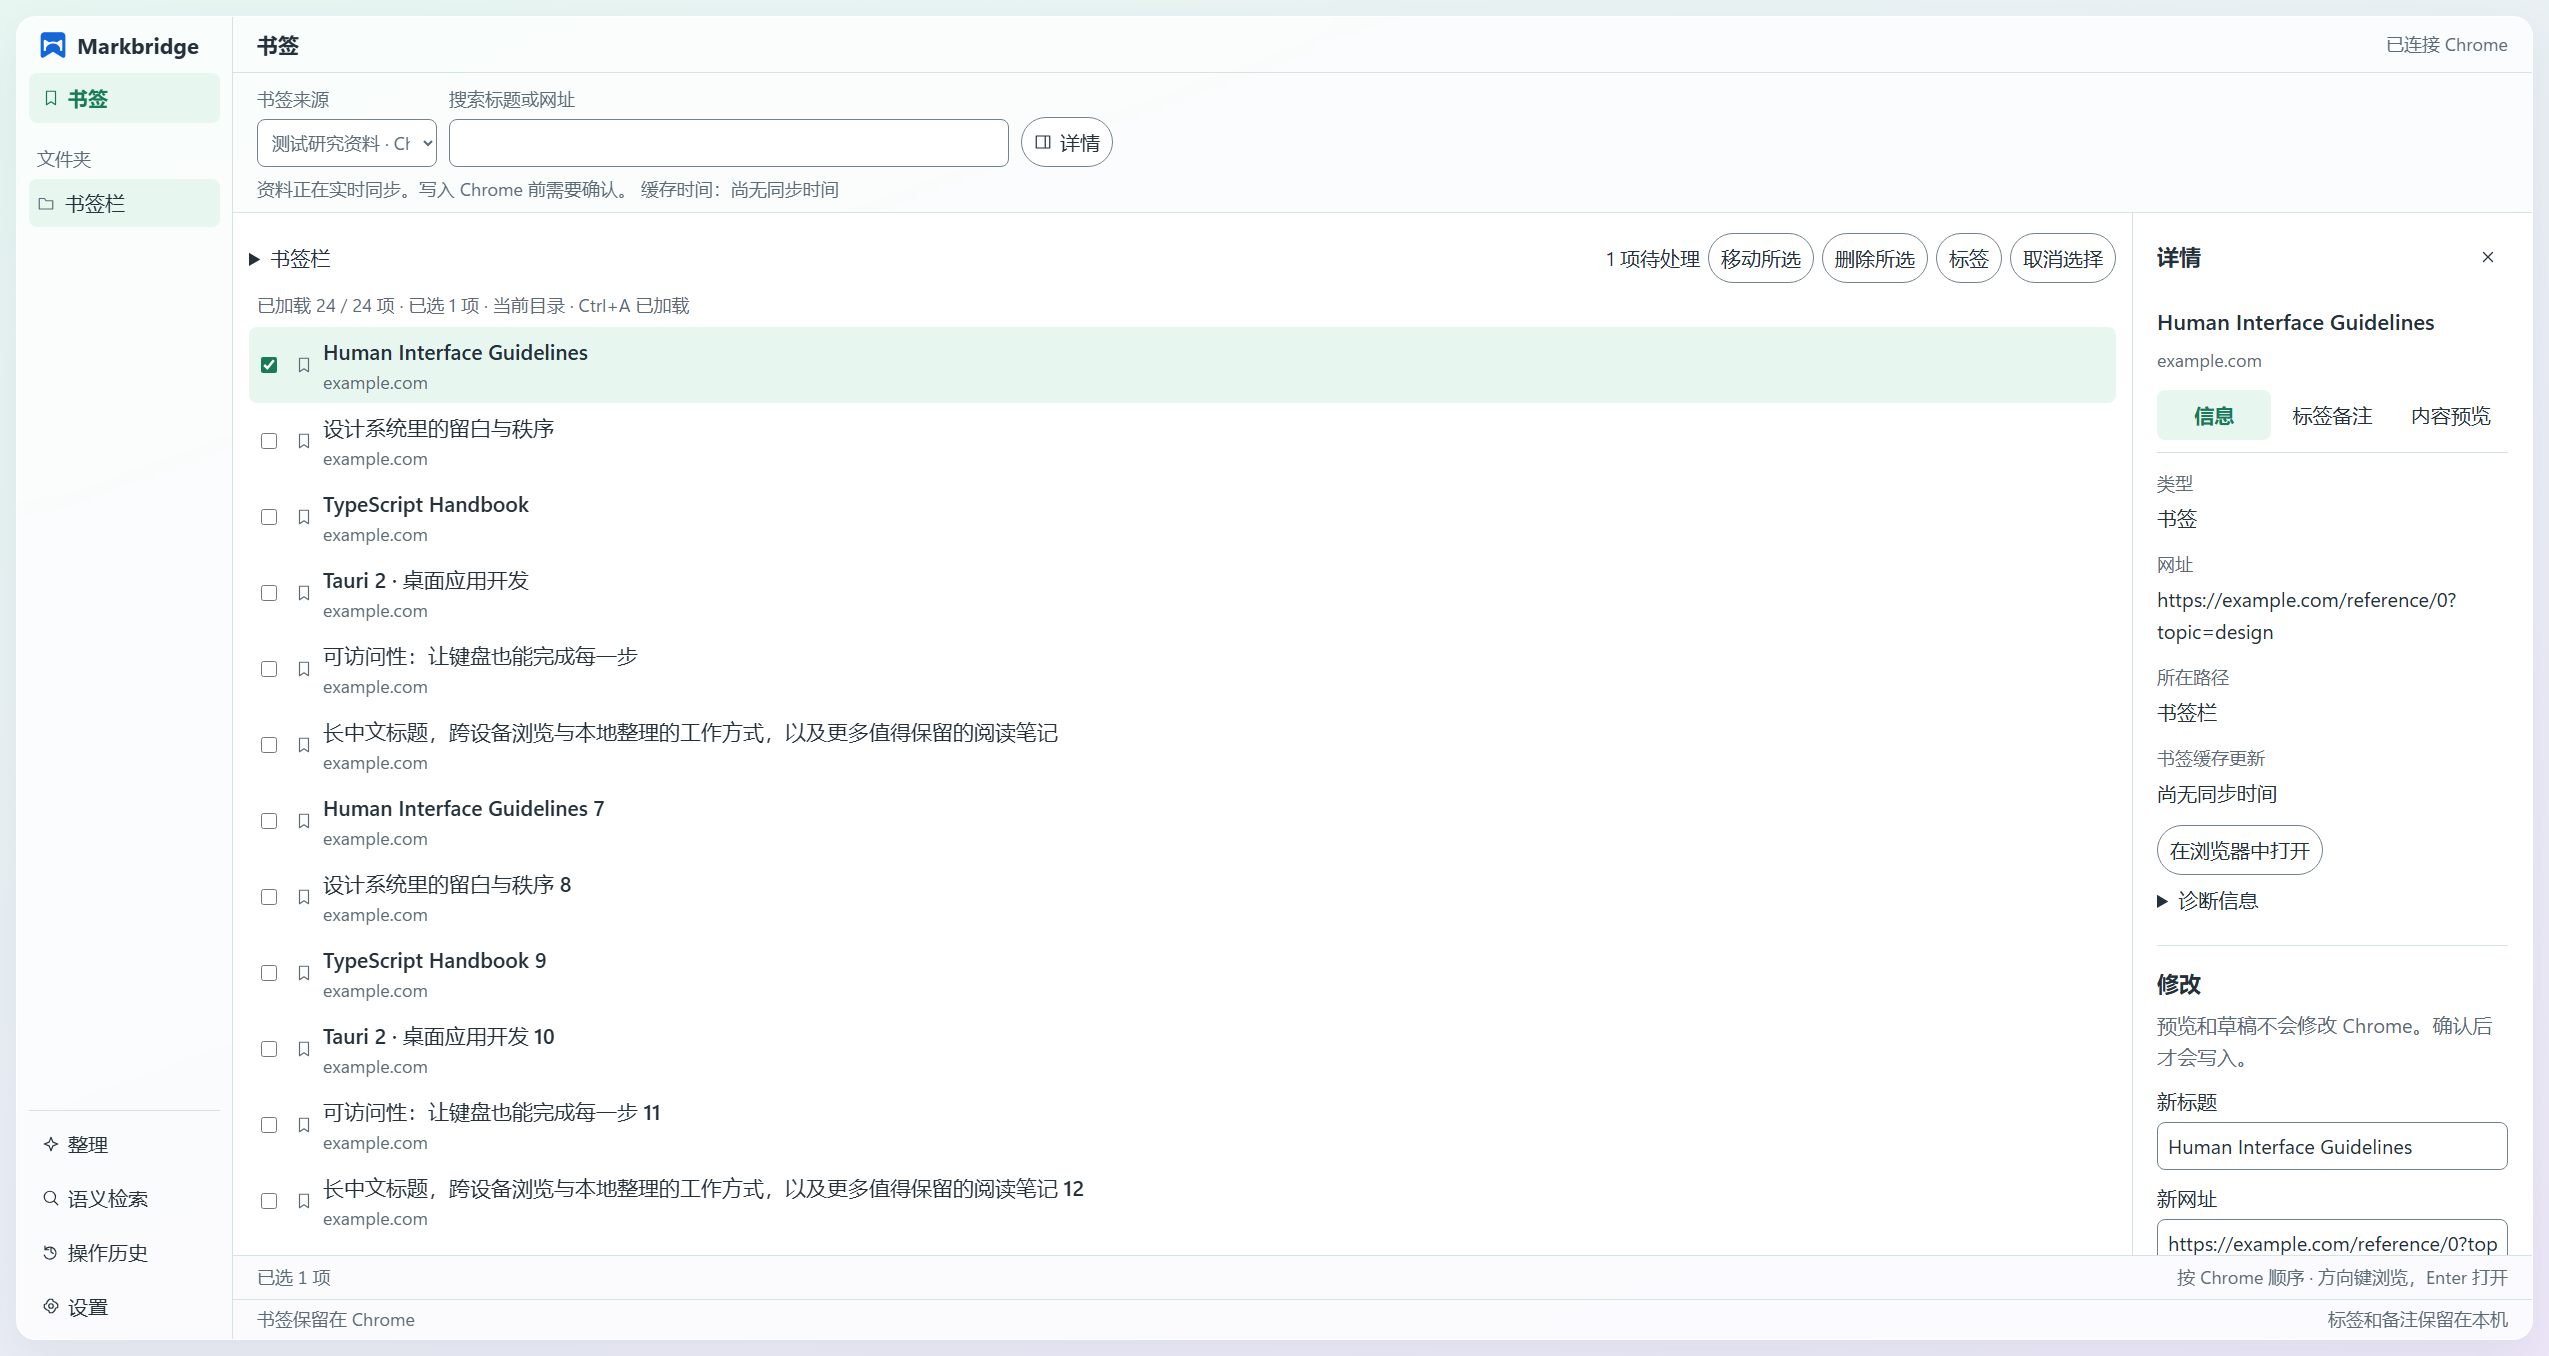 Markbridge
书签
文件夹
书签栏
整理
语义检索
操作历史
设置
书签
已连接 Chrome
书签来源
搜索标题或网址
测试研究资料 · Ch
详情
资料正在实时同步。写入 Chrome 前需要确认。 缓存时间：尚无同步时间
书签栏
1 项待处理
移动所选
删除所选
标签
取消选择
已加载 24 / 24 项 · 已选 1 项 · 当前目录 · Ctrl+A 已加载
Human Interface Guidelines
example.com
设计系统里的留白与秩序
example.com
TypeScript Handbook
example.com
Tauri 2 · 桌面应用开发
example.com
可访问性：让键盘也能完成每一步
example.com
长中文标题，跨设备浏览与本地整理的工作方式，以及更多值得保留的阅读笔记
example.com
Human Interface Guidelines 7
example.com
设计系统里的留白与秩序 8
example.com
TypeScript Handbook 9
example.com
Tauri 2 · 桌面应用开发 10
example.com
可访问性：让键盘也能完成每一步 11
example.com
长中文标题，跨设备浏览与本地整理的工作方式，以及更多值得保留的阅读笔记 12
example.com
详情
Human Interface Guidelines
example.com
信息
标签备注
内容预览
类型
书签
网址
https://example.com/reference/0?
topic=design
所在路径
书签栏
书签缓存更新
尚无同步时间
在浏览器中打开
诊断信息
修改
预览和草稿不会修改 Chrome。确认后
才会写入。
新标题
Human Interface Guidelines
新网址
https://example.com/reference/0?top
已选 1 项
按 Chrome 顺序 · 方向键浏览，Enter 打开
书签保留在 Chrome
标签和备注保留在本机